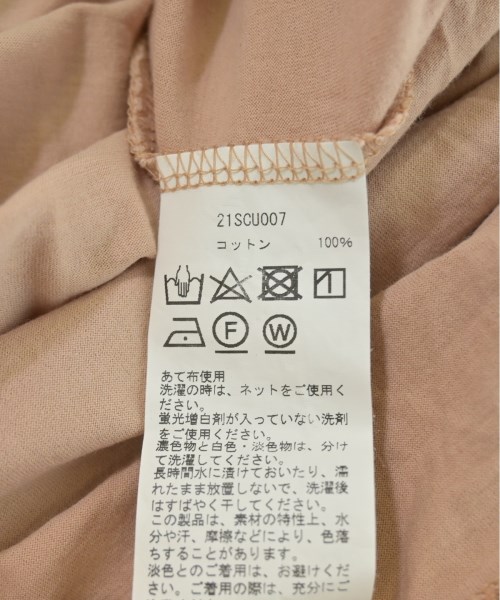 21SCU007
コットン 100%
F W
あて布使用
洗濯の時は、ネットをご使用く
ださい。
蛍光増白剤が入っていない洗剤
をご使用ください。
濃色物と白色・淡色物は、分け
て洗濯してください。
長時間水に漬けておいたり、濡
れたまま放置しないで、洗濯後
はすばやく干してください。
この製品は、素材の特性上、水
分や汗、摩擦などにより、色落
ちすることがあります。
淡色とのご着用は、お避けくだ
さい。ご着用の際は、充分にご